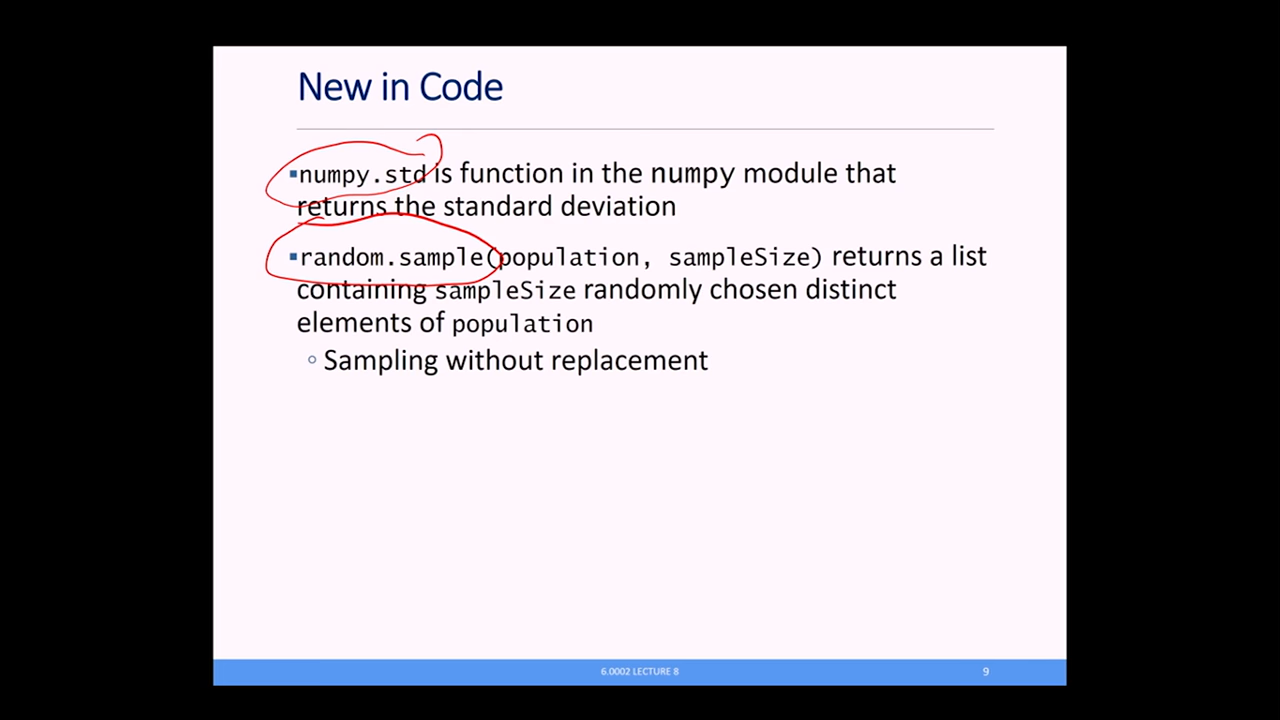 New in Code
▪numpy.std is function in the numpy module that
returns the standard deviation
▪random.sample(population, sampleSize) returns a list
containing sampleSize randomly chosen distinct
elements of population
◦ Sampling without replacement
6.0002 LECTURE 8
9